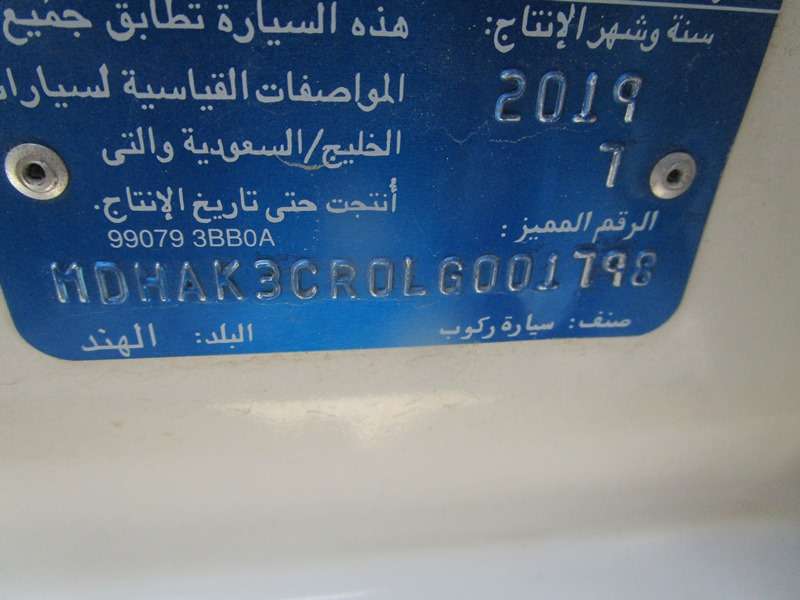 سنة وشهر الإنتاج:
2019
7
الرقم المميز :
هذه السيارة تطابق جميع
المواصفات القياسية لسيارات
الخليج/السعودية والتى
أنتجت حتى تاريخ الإنتاج.
99079 3BB0A
MDHAK3CR0LG001798
صنف: سيارة ركوب
البلد: الهند